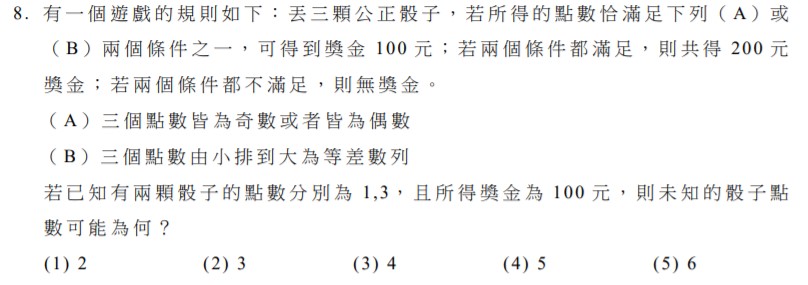 8. 有一個遊戲的規則如下：丟三顆公正骰子，若所得的點數恰滿足下列（A）或
（B）兩個條件之一，可得到獎金 100 元；若兩個條件都滿足，則共得 200 元
獎金；若兩個條件都不滿足，則無獎金。
（A）三個點數皆為奇數或者皆為偶數
（B）三個點數由小排到大為等差數列
若已知有兩顆骰子的點數分別為 1,3，且所得獎金為 100 元，則未知的骰子點
數可能為何？
(1) 2 (2) 3 (3) 4 (4) 5 (5) 6